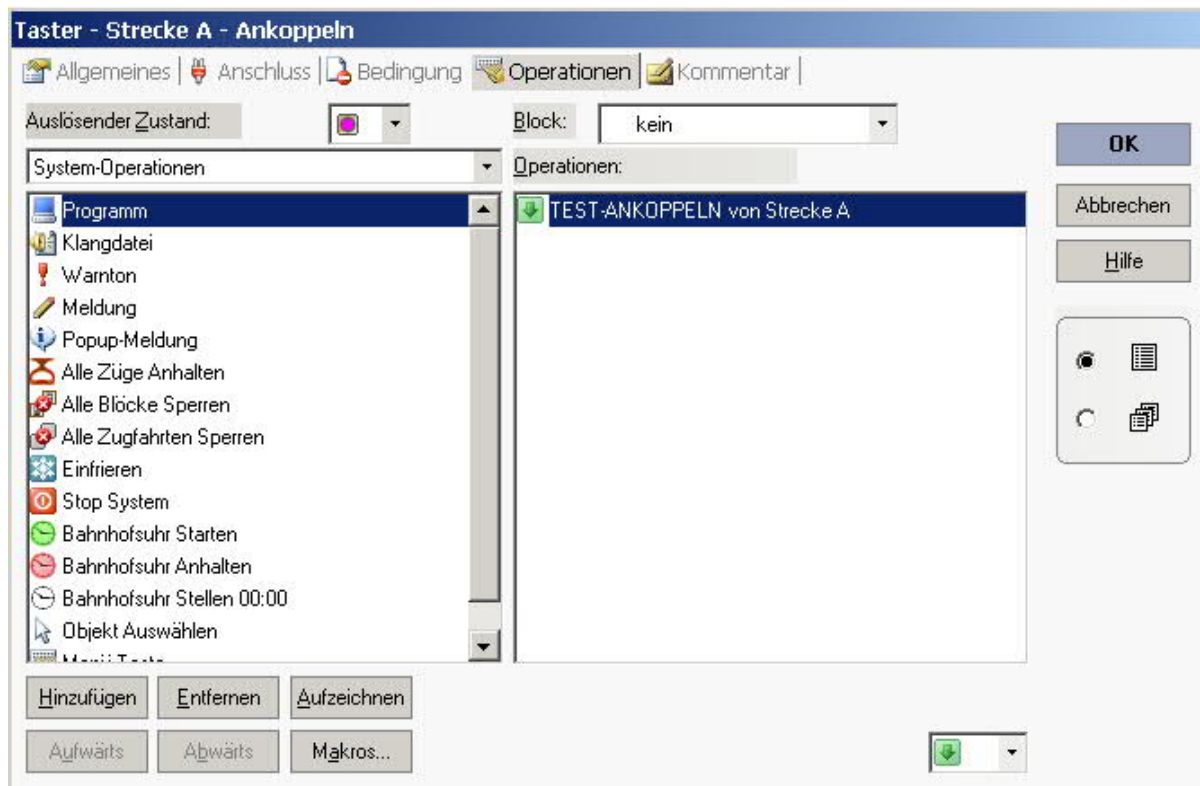 Taster - Strecke A - Ankoppeln
Allgemeines Anschluss Bedingung Operationen Kommentar
Auslösender Zustand:
Block: kein
System-Operationen
Operationen:
OK
Abbrechen
Hilfe
Programm
Klangdatei
Warnton
Meldung
Popup-Meldung
Alle Züge Anhalten
Alle Blöcke Sperren
Alle Zugfahrten Sperren
Einfrieren
Stop System
Bahnhofsuhr Starten
Bahnhofsuhr Anhalten
Bahnhofsuhr Stellen 00:00
Objekt Auswählen
TEST-ANKOPPELN von Strecke A
Hinzufügen Entfernen Aufzeichnen
Aufwärts Abwärts Makros...